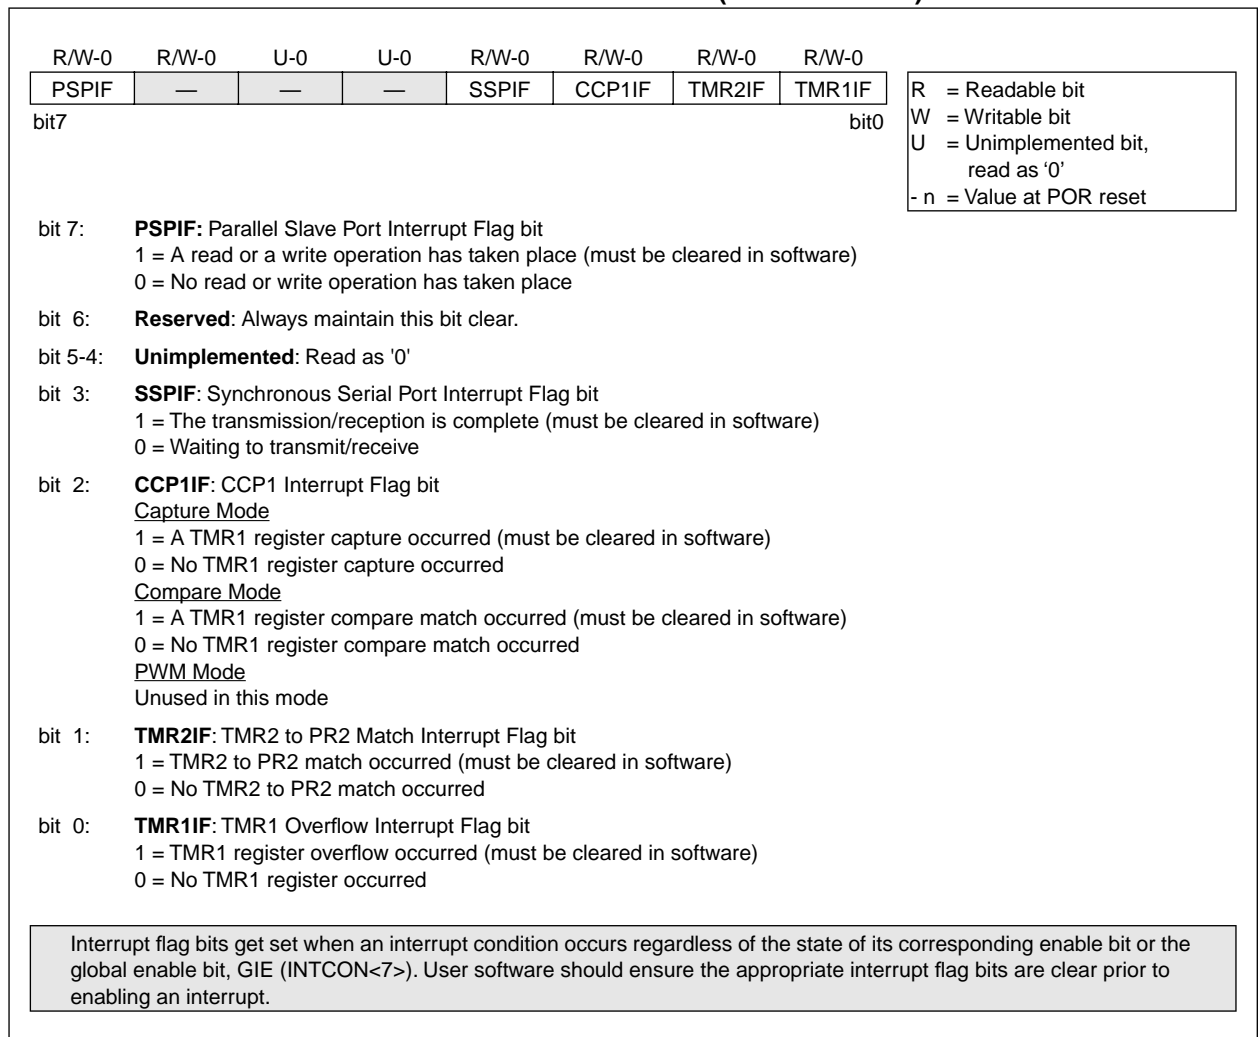 R/W-0 R/W-0 U-0 U-0 R/W-0 R/W-0 R/W-0 R/W-0
PSPIF — — — SSPIF CCP1IF TMR2IF TMR1IF
bit7 bit0
R = Readable bit
W = Writable bit
U = Unimplemented bit,
read as ‘0’
- n = Value at POR reset
bit 7: PSPIF: Parallel Slave Port Interrupt Flag bit
1 = A read or a write operation has taken place (must be cleared in software)
0 = No read or write operation has taken place
bit 6: Reserved: Always maintain this bit clear.
bit 5-4: Unimplemented: Read as '0'
bit 3: SSPIF: Synchronous Serial Port Interrupt Flag bit
1 = The transmission/reception is complete (must be cleared in software)
0 = Waiting to transmit/receive
bit 2: CCP1IF: CCP1 Interrupt Flag bit
Capture Mode
1 = A TMR1 register capture occurred (must be cleared in software)
0 = No TMR1 register capture occurred
Compare Mode
1 = A TMR1 register compare match occurred (must be cleared in software)
0 = No TMR1 register compare match occurred
PWM Mode
Unused in this mode
bit 1: TMR2IF: TMR2 to PR2 Match Interrupt Flag bit
1 = TMR2 to PR2 match occurred (must be cleared in software)
0 = No TMR2 to PR2 match occurred
bit 0: TMR1IF: TMR1 Overflow Interrupt Flag bit
1 = TMR1 register overflow occurred (must be cleared in software)
0 = No TMR1 register occurred
Interrupt flag bits get set when an interrupt condition occurs regardless of the state of its corresponding enable bit or the
global enable bit, GIE (INTCON<7>). User software should ensure the appropriate interrupt flag bits are clear prior to
enabling an interrupt.